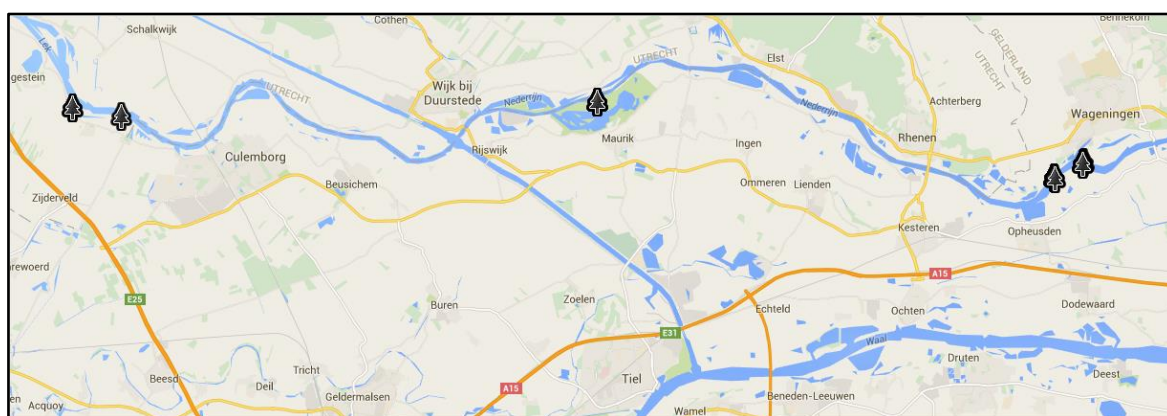 Schalkwijk
Cothen
Bennekom
Lek
gestein
UTRECHT
UTRECHT
Elst
GELDERLAND
UTRECHT
Wijk bij
Duurstede
Nederrijn
Nederrijn
Achterberg
Wageningen
Maurik
Rhenen
Rijswijk
Ingen
Culemborg
Beusichem
Ommeren
Lienden
Zijderveld
Kesteren
Opheusden
rewoerd
A15
E25
Buren
Zoelen
Echteld
Ochten
Dodewaard
E31
Waal
Druten
Tricht
Beesd
Deil
A15
Tiel
Deest
Geldermalsen
Beneden-Leeuwen
Acquoy
Wamel